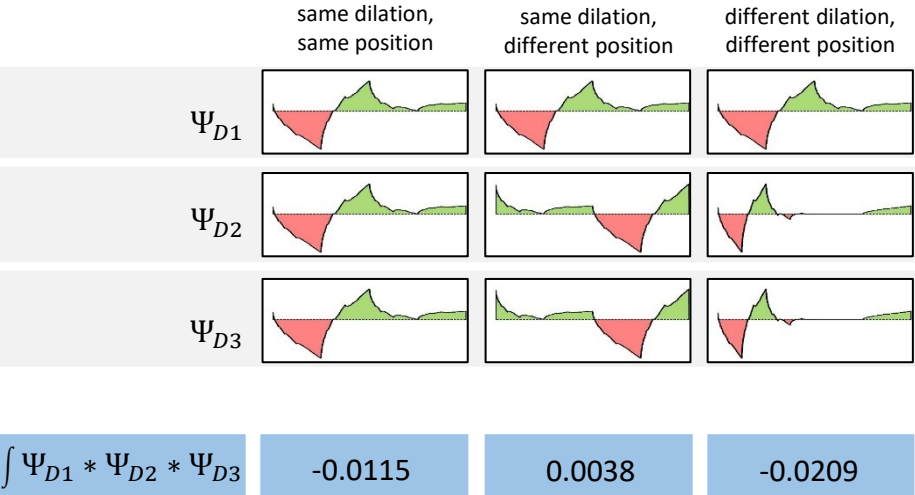 same dilation,
same position
same dilation,
different position
different dilation,
different position
Ψ_D1
Ψ_D2
Ψ_D3
∫ Ψ_D1 * Ψ_D2 * Ψ_D3
-0.0115
0.0038
-0.0209